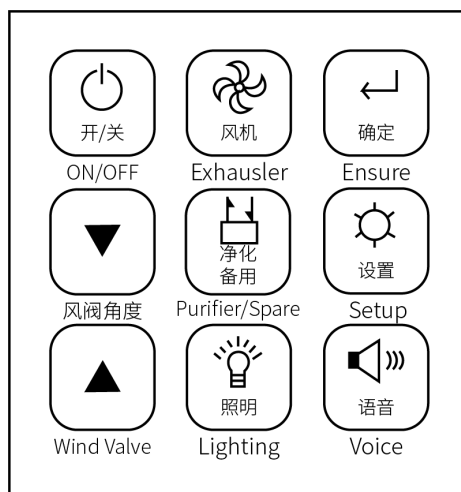 开/关
风机
确定
ON/OFF
Exhausler
Ensure
净化
备用
设置
风阀角度
Purifier/Spare
Setup
照明
语音
Wind Valve
Lighting
Voice